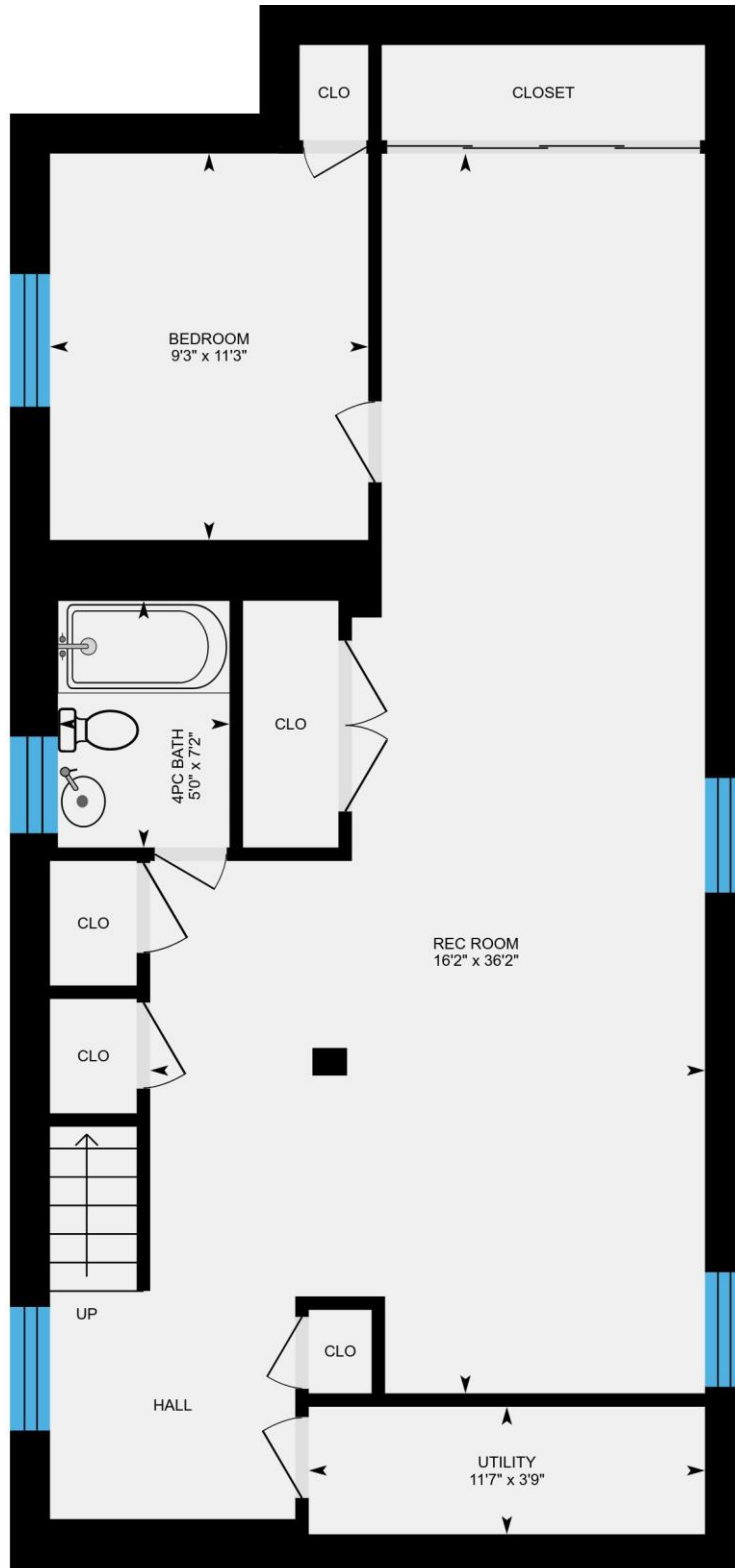 CLO
CLOSET
BEDROOM
9'3" x 11'3"
CLO
4PC BATH
5'0" x 7'2"
CLO
REC ROOM
16'2" x 36'2"
CLO
UP
CLO
HALL
UTILITY
11'7" x 3'9"